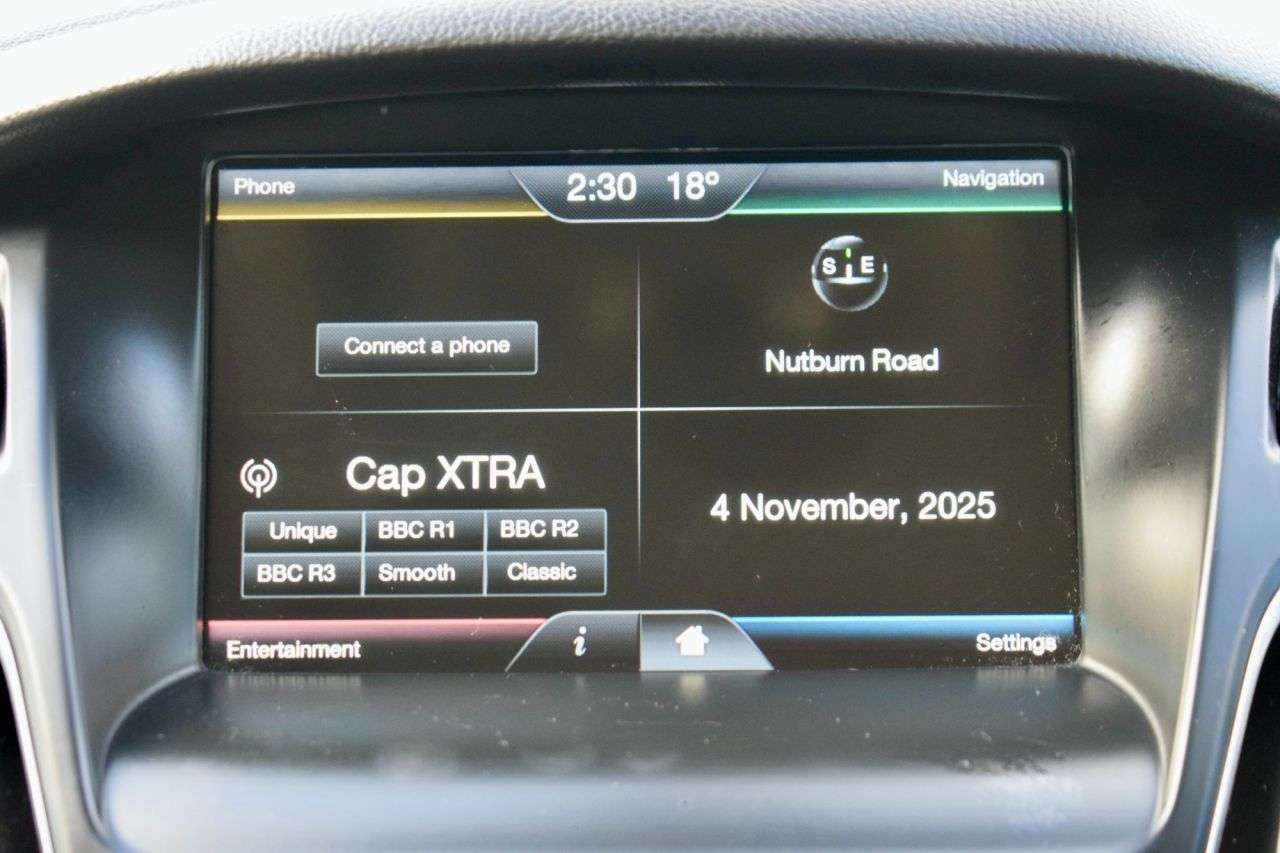 Phone
2:30 18°
Navigation
S E
Connect a phone
Nutburn Road
Cap XTRA
Unique BBC R1 BBC R2
BBC R3 Smooth Classic
4 November, 2025
Entertainment
i
Settings